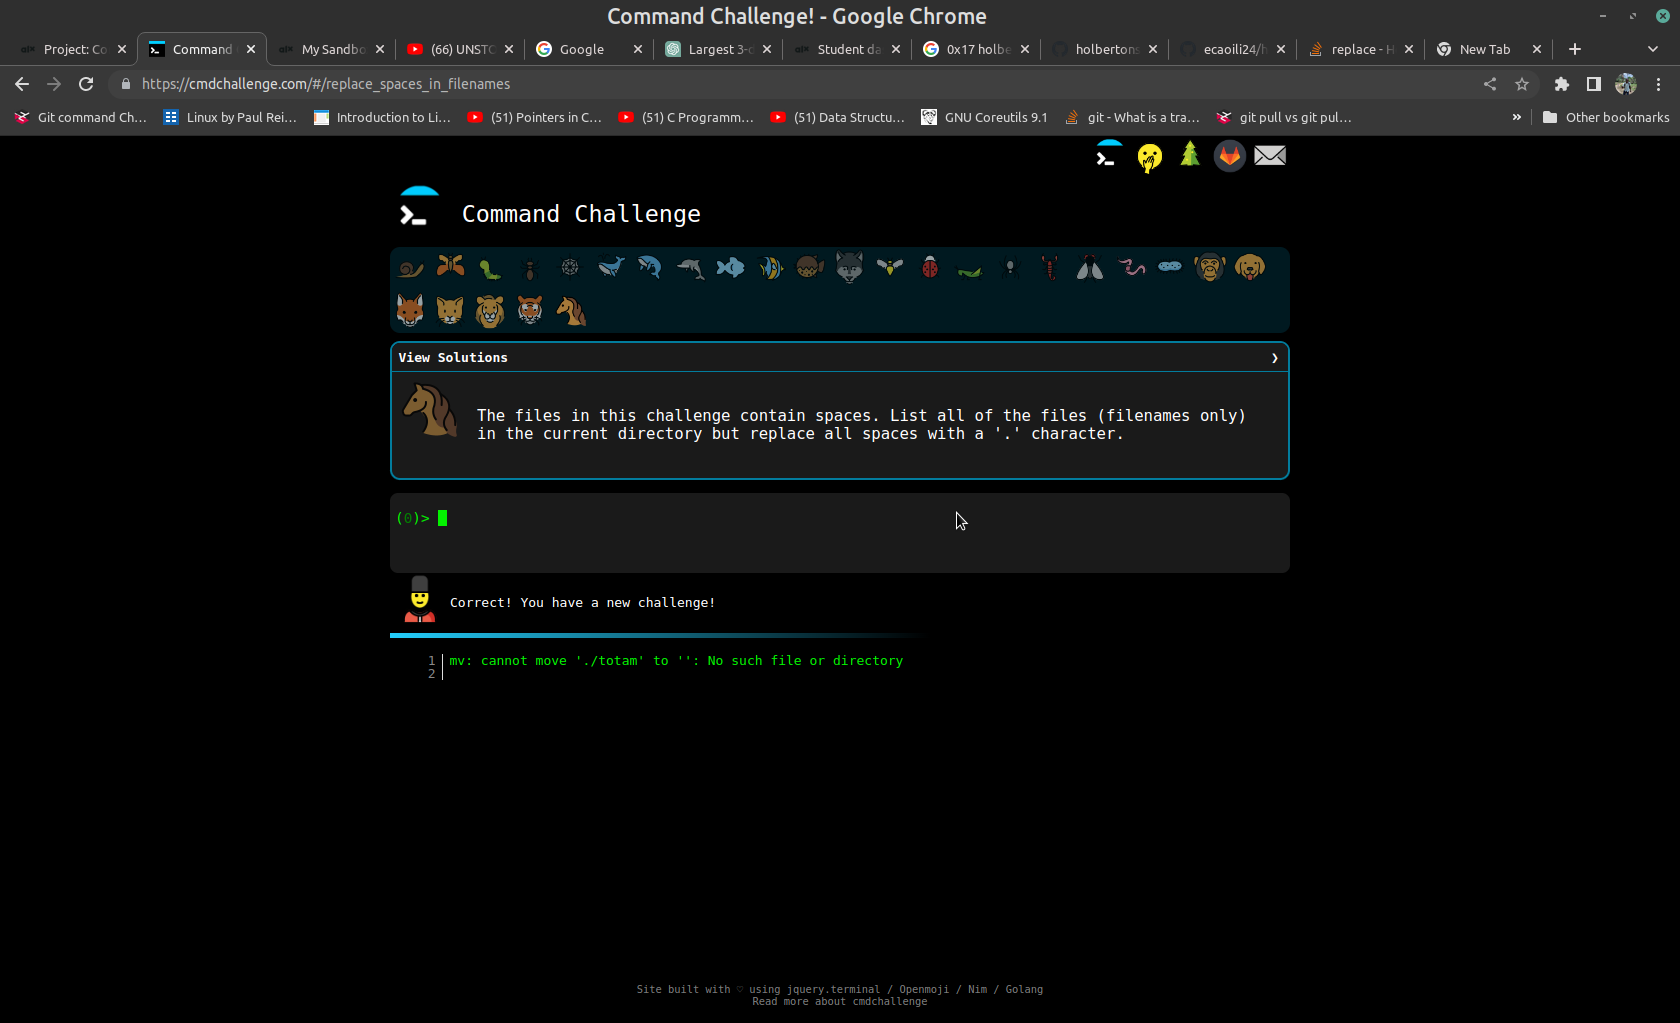 Command Challenge! - Google Chrome
Project: Co
Command
My Sandbo
(66) UNSTO
Google
Largest 3-d
Student da
0x17 holbe
holbertons
ecaoili24/h
replace - H
New Tab
https://cmdchallenge.com/#/replace_spaces_in_filenames
Git command Ch...
Linux by Paul Rei...
Introduction to Li...
(51) Pointers in C...
(51) C Programm...
(51) Data Structu...
GNU Coreutils 9.1
git - What is a tra...
git pull vs git pul...
»
Other bookmarks
Command Challenge
View Solutions
The files in this challenge contain spaces. List all of the files (filenames only)
in the current directory but replace all spaces with a '.' character.
(0)>
Correct! You have a new challenge!
1 mv: cannot move './totam' to '': No such file or directory
2
Site built with ♡ using jquery.terminal / Openmoji / Nim / Golang
Read more about cmdchallenge